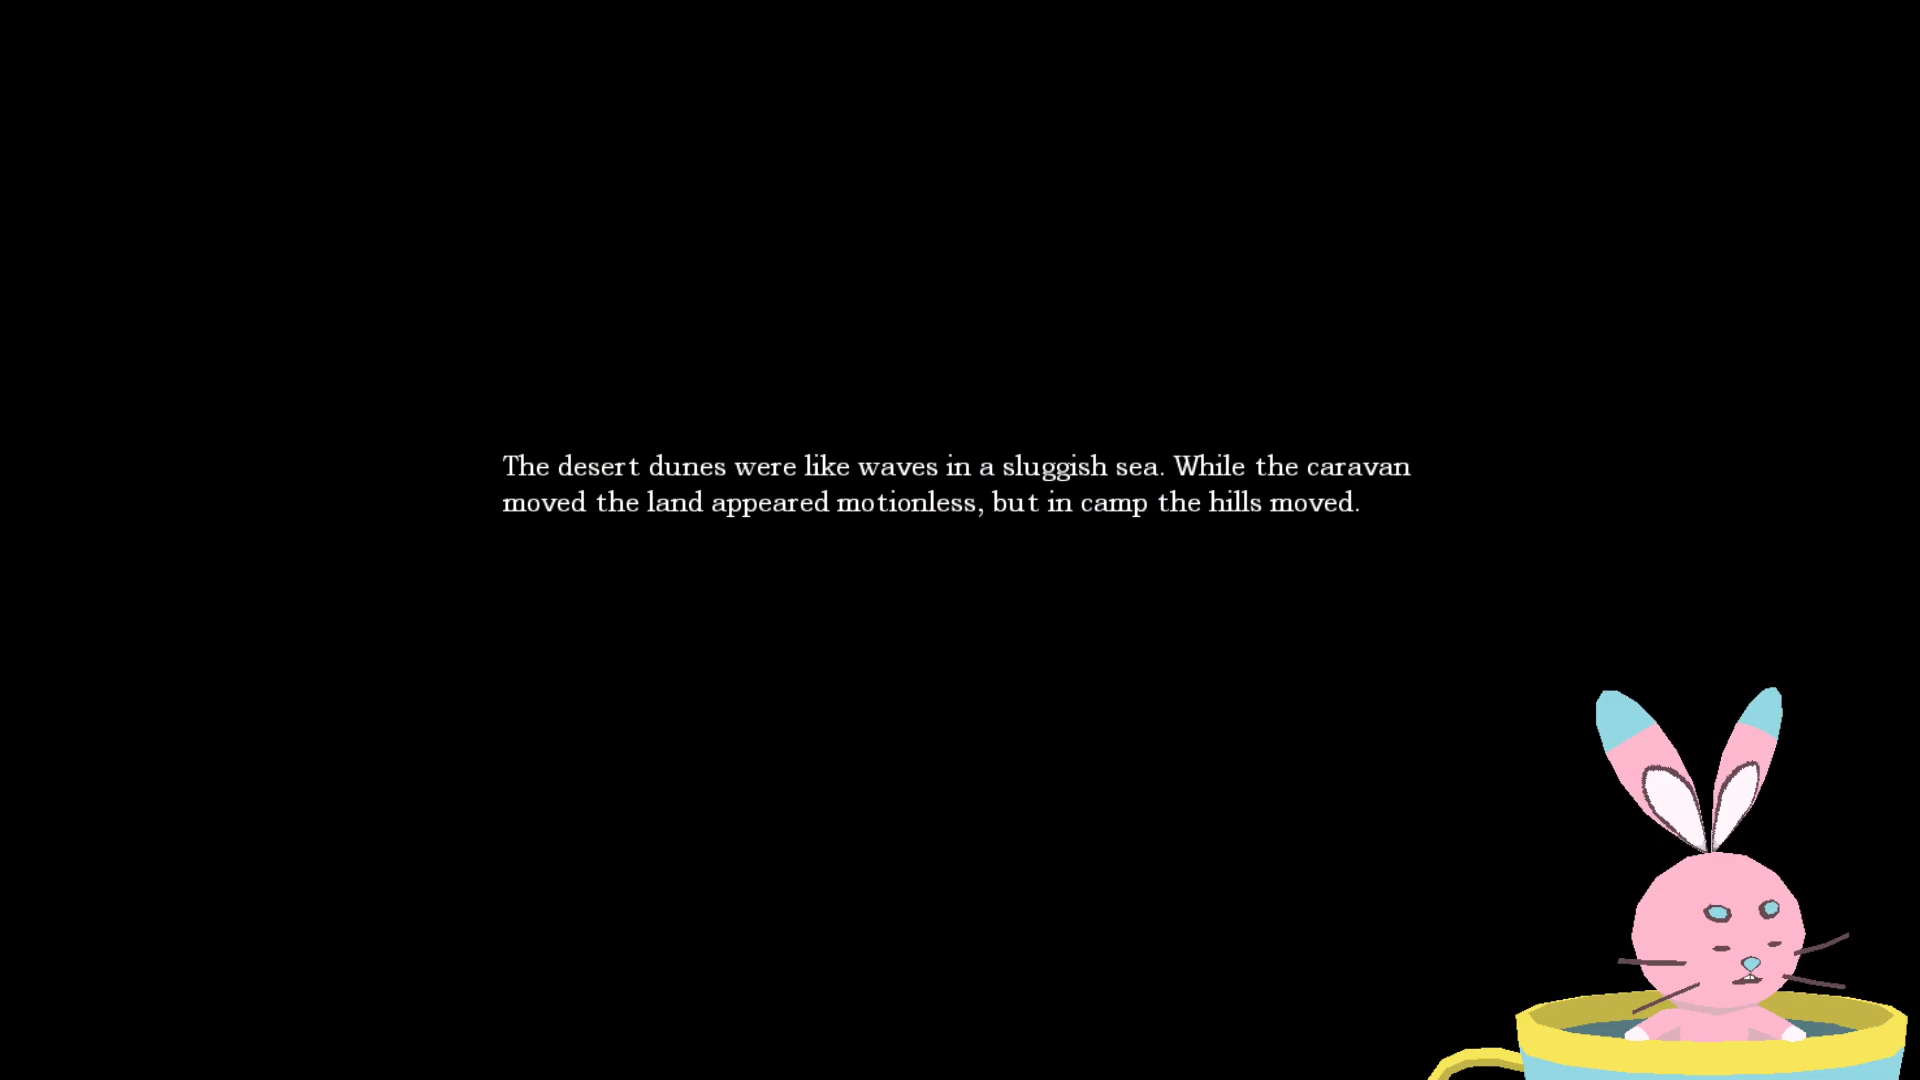 The desert dunes were like waves in a sluggish sea. While the caravan
moved the land appeared motionless, but in camp the hills moved.